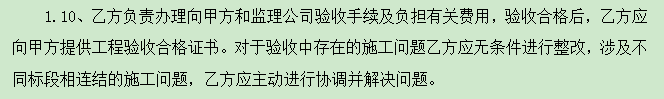 1.10、乙方负责办理向甲方和监理公司验收手续及负担有关费用，验收合格后，乙方应
向甲方提供工程验收合格证书。对于验收中存在的施工问题乙方应无条件进行整改，涉及不
同标段相连结的施工问题，乙方应主动进行协调并解决问题。